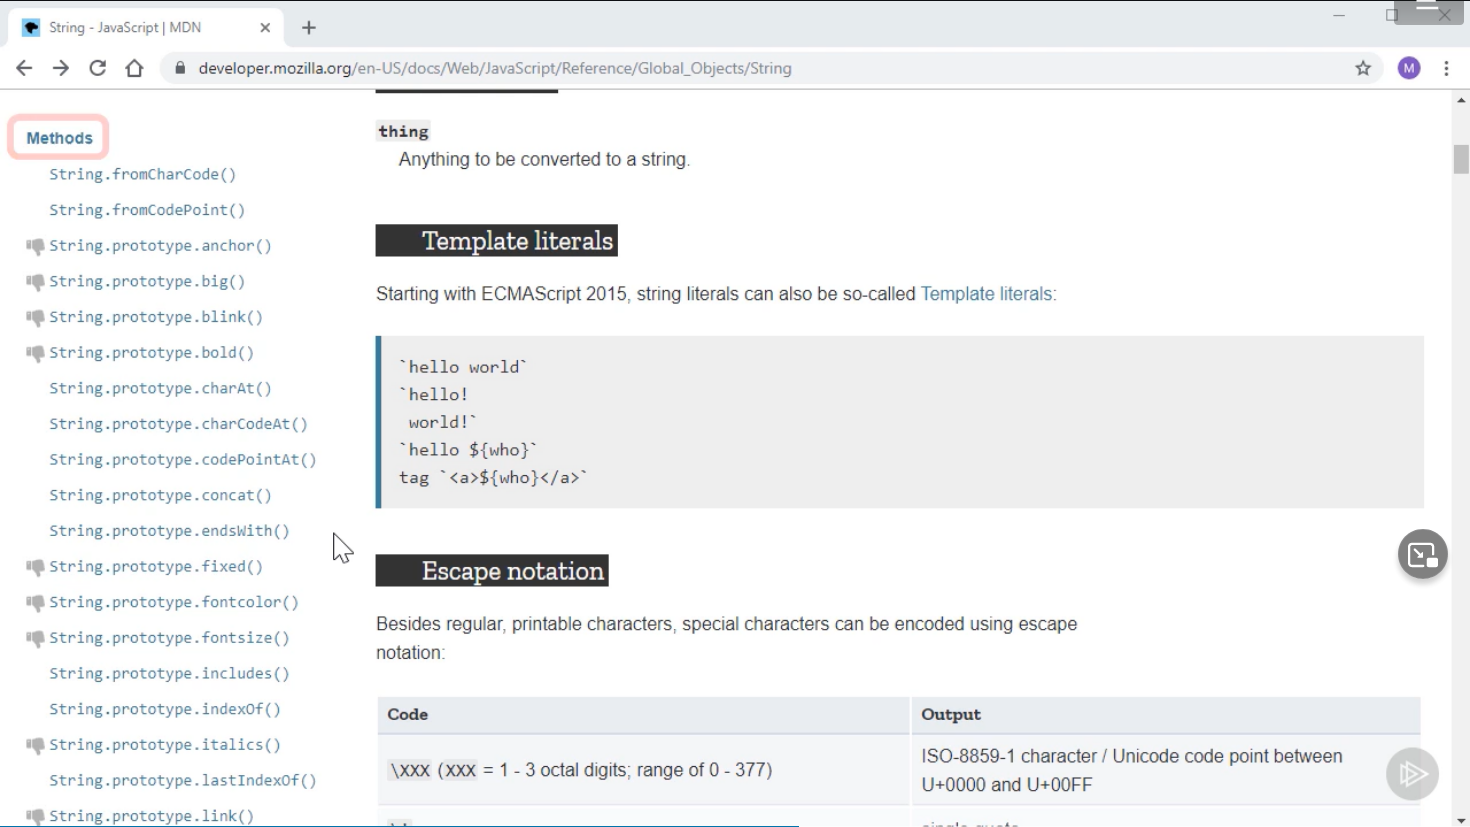 String - JavaScript | MDN
developer.mozilla.org/en-US/docs/Web/JavaScript/Reference/Global_Objects/String
M
Methods
String.fromCharCode()
String.fromCodePoint()
String.prototype.anchor()
String.prototype.big()
String.prototype.blink()
String.prototype.bold()
String.prototype.charAt()
String.prototype.charCodeAt()
String.prototype.codePointAt()
String.prototype.concat()
String.prototype.endsWith()
String.prototype.fixed()
String.prototype.fontcolor()
String.prototype.fontsize()
String.prototype.includes()
String.prototype.indexOf()
String.prototype.italics()
String.prototype.lastIndexOf()
String.prototype.link()
thing
Anything to be converted to a string.
Template literals
Starting with ECMAScript 2015, string literals can also be so-called Template literals:
`hello world`
`hello!
 world!`
`hello ${who}`
tag `<a>${who}</a>`
Escape notation
Besides regular, printable characters, special characters can be encoded using escape
notation:
Code
Output
\XXX (XXX = 1 - 3 octal digits; range of 0 - 377)
ISO-8859-1 character / Unicode code point between
U+0000 and U+00FF